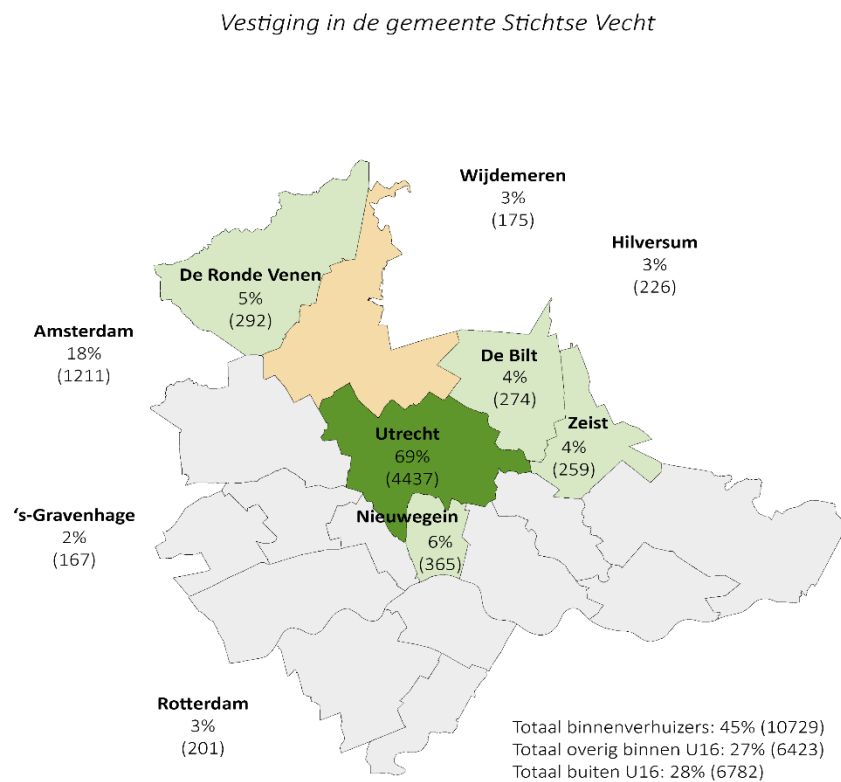 Vestiging in de gemeente Stichtse Vecht
Wijdemeren
3%
(175)
Hilversum
3%
(226)
De Ronde Venen
5%
(292)
Amsterdam
18%
(1211)
De Bilt
4%
(274)
Zeist
4%
(259)
Utrecht
69%
(4437)
‘s-Gravenhage
2%
(167)
Nieuwegein
6%
(365)
Rotterdam
3%
(201)
Totaal binnenverhuizers: 45% (10729)
Totaal overig binnen U16: 27% (6423)
Totaal buiten U16: 28% (6782)